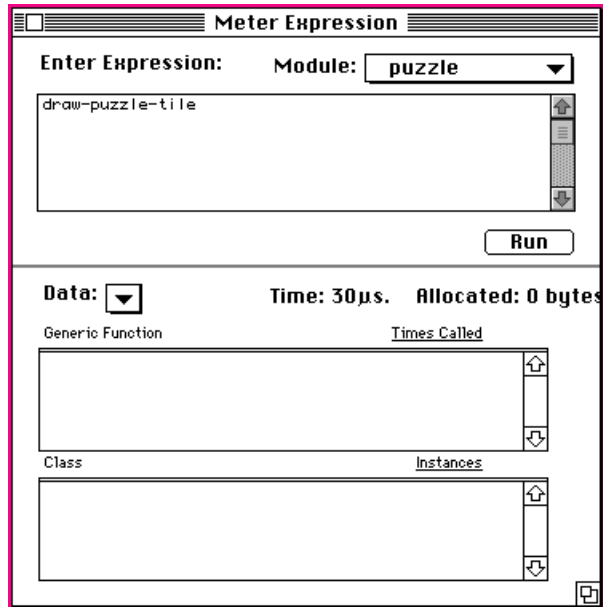 Meter Expression
Enter Expression: Module: puzzle
draw-puzzle-tile
Run
Data: Time: 30µs. Allocated: 0 bytes
Generic Function Times Called
Class Instances